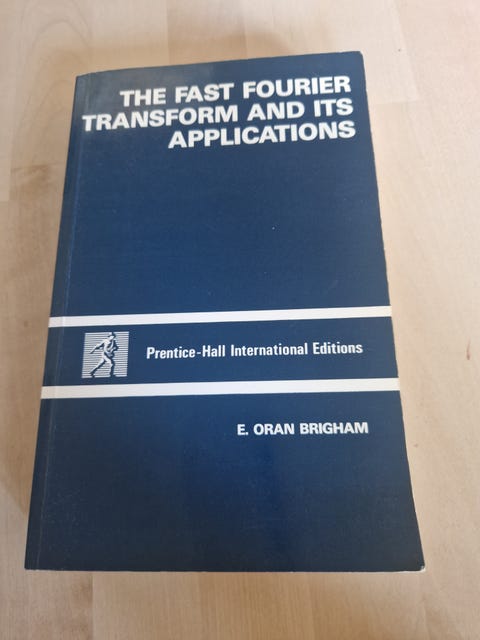 THE FAST FOURIER
TRANSFORM AND ITS
APPLICATIONS
Prentice-Hall International Editions
E. ORAN BRIGHAM